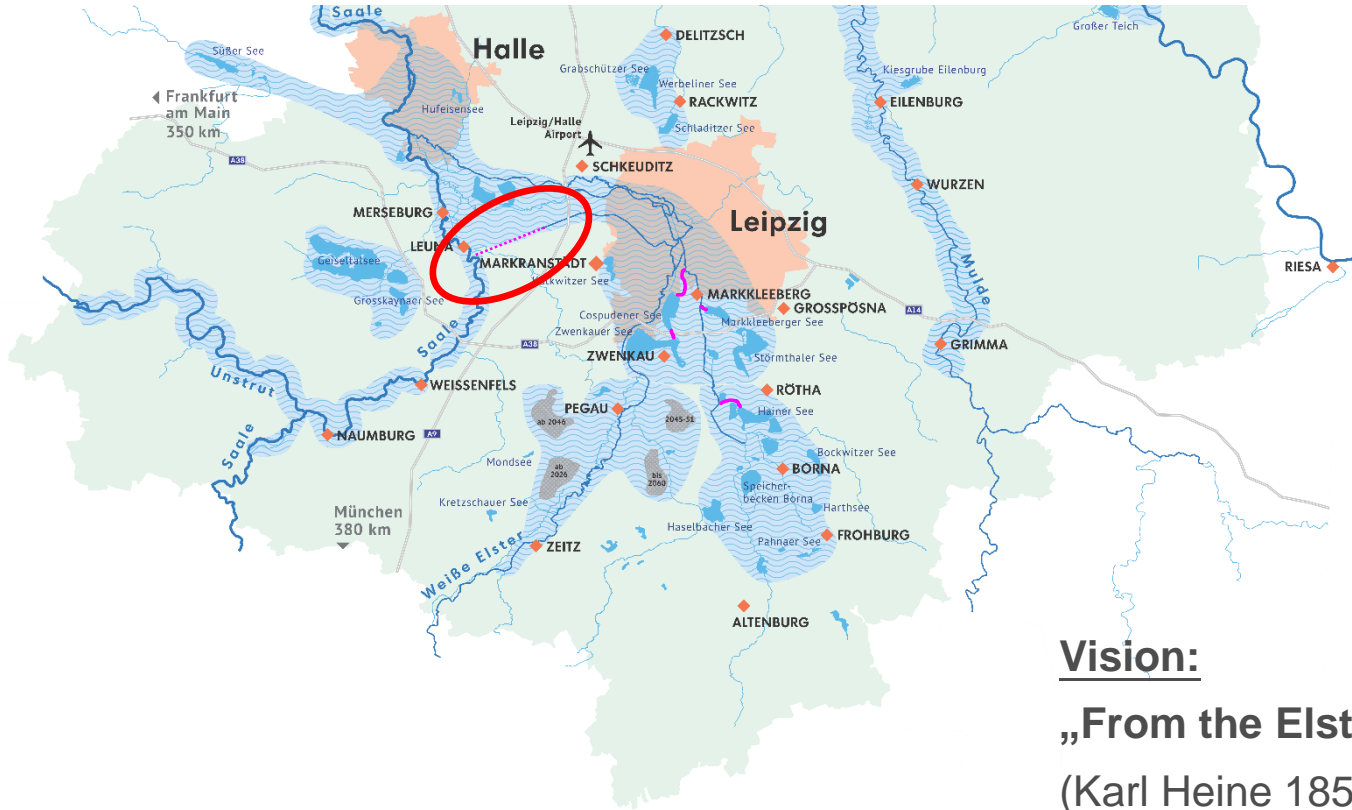 Saale
Großer Teich
DELITZSCH
Halle
Süßer See
Grabschützer See
Kiesgrube Eilenburg
Werbeliner See
Frankfurt
am Main
350 km
RACKWITZ
EILENBURG
Hufeisensee
Leipzig/Halle
Airport
Schladitzer See
A38
SCHKEUDITZ
WURZEN
MERSEBURG
Leipzig
LEUNA
Geiseltalsee
MARKRANSTÄDT
RIESA
Mulde
Grosskaynaer See
MARKKLEEBERG
GROSSPÖSNA
A14
Cospudener See
Markkleeberger See
Zwenkauer See
Saale
A38
GRIMMA
ZWENKAU
Störmthaler See
Unstrut
WEISSENFELS
RÖTHA
PEGAU
Hainer See
ab 2046
2045-51
NAUMBURG
A9
Saale
Mondsee
Bockwitzer See
ab
2026
BORNA
bis
2060
Speicher-
becken Borna
Kretzschauer See
Harthsee
München
380 km
Haselbacher See
FROHBURG
Pahnaer See
ZEITZ
Weiße Elster
ALTENBURG
Vision:
„From the Elst
(Karl Heine 185